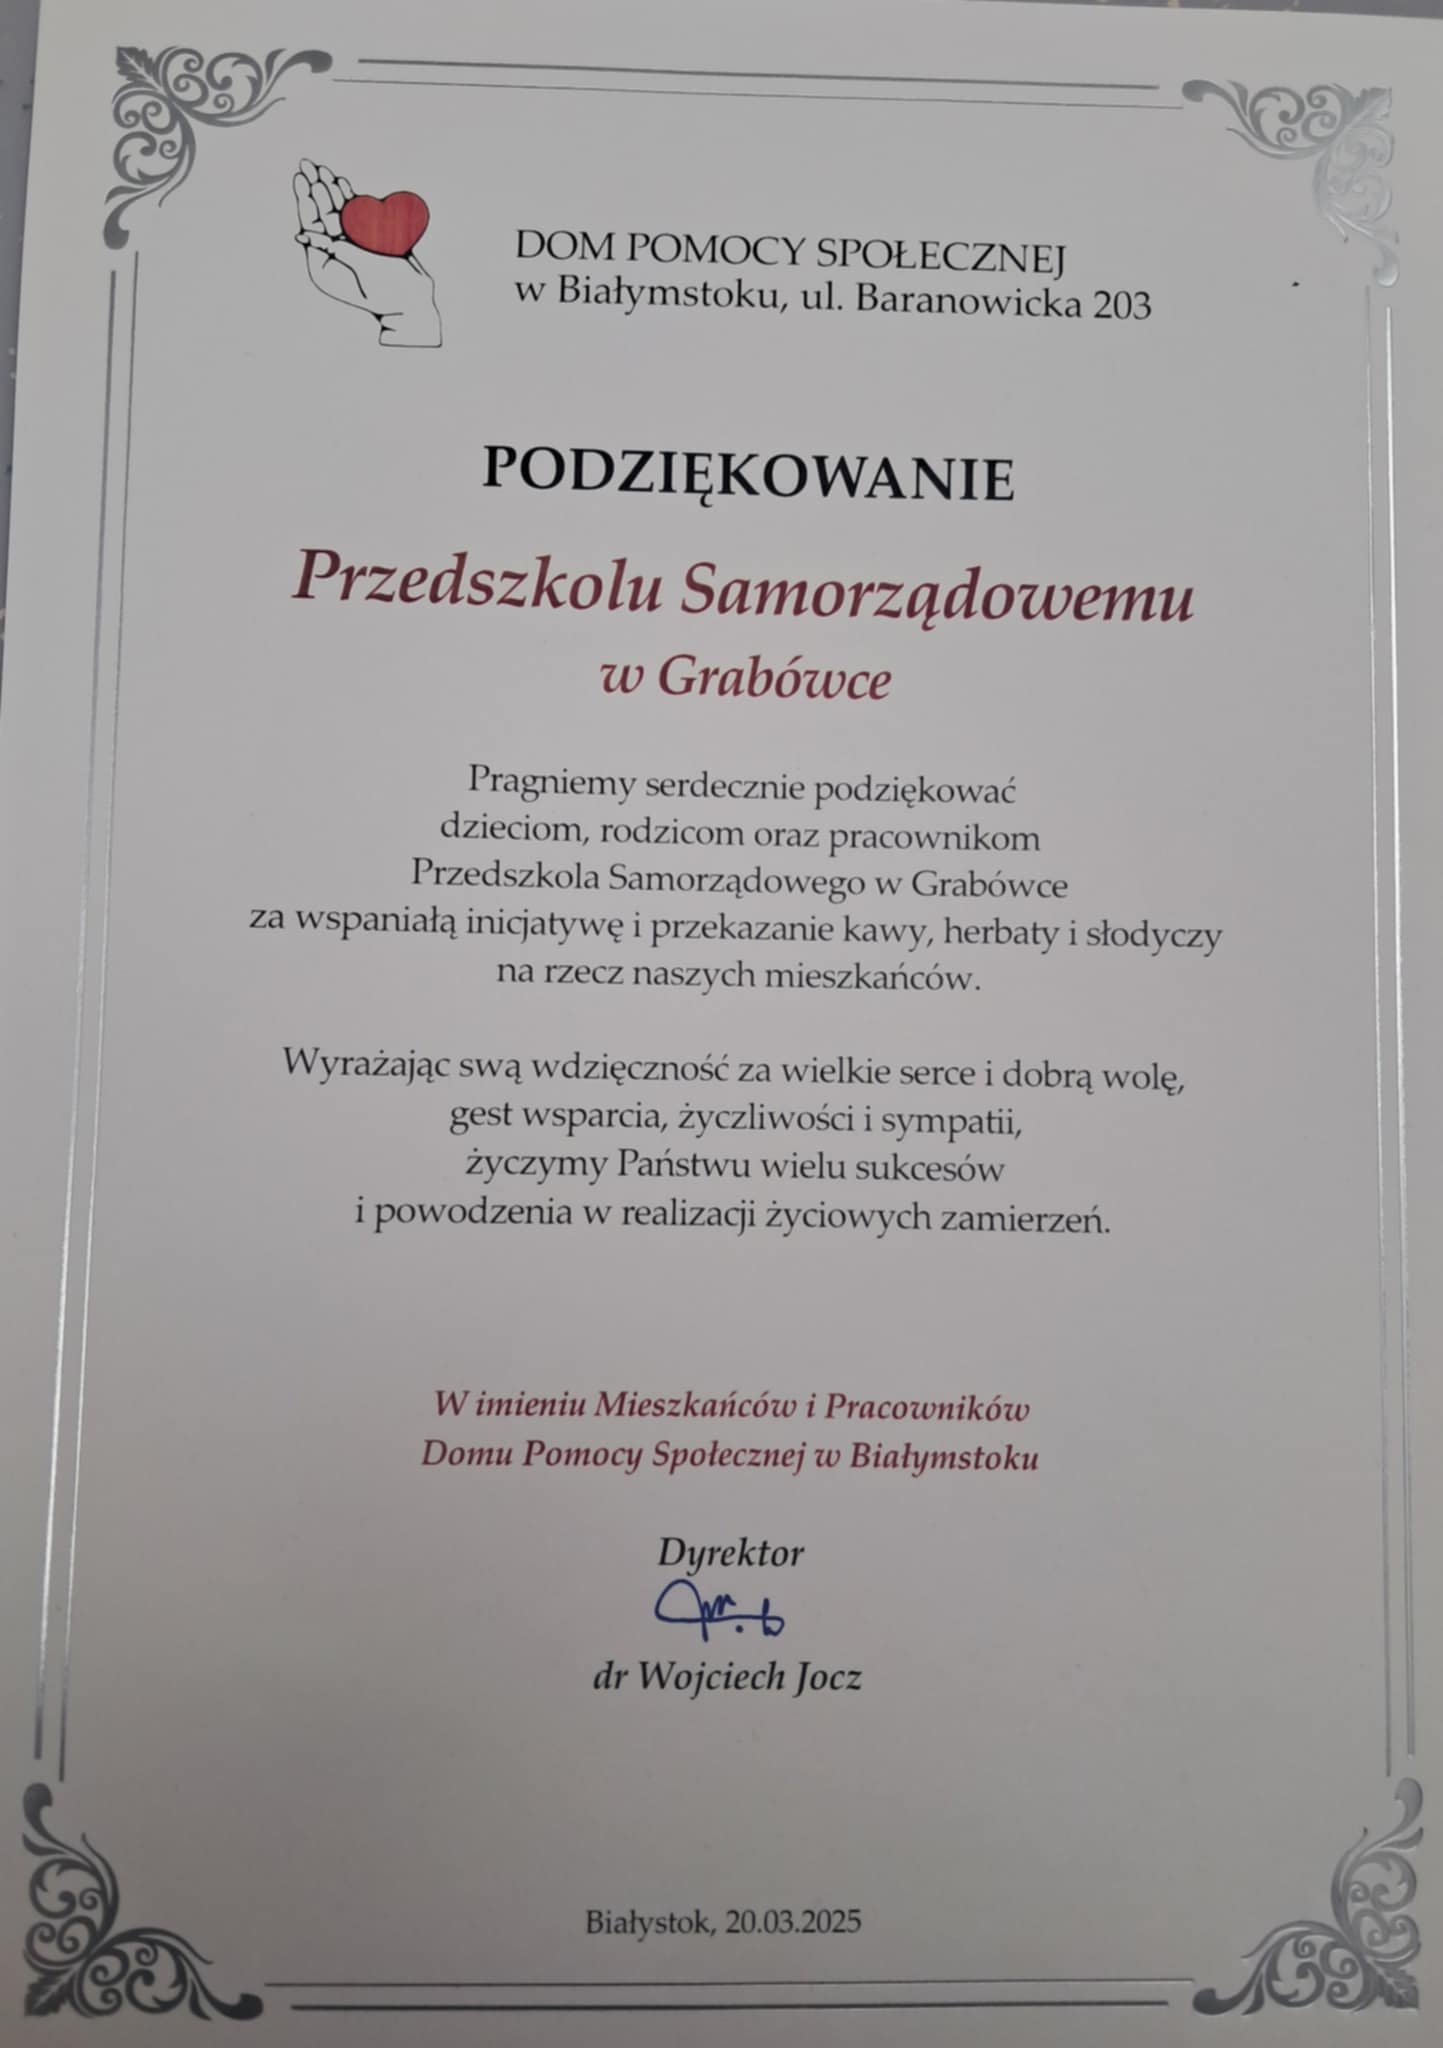 DOM POMOCY SPOŁECZNEJ
w Białymstoku, ul. Baranowicka 203
PODZIĘKOWANIE
Przedszkolu Samorządowemu
w Grabówce
Pragniemy serdecznie podziękować
dzieciom, rodzicom oraz pracownikom
Przedszkola Samorządowego w Grabówce
za wspaniałą inicjatywę i przekazanie kawy, herbaty i słodyczy
na rzecz naszych mieszkańców.
Wyrażając swą wdzięczność za wielkie serce i dobrą wolę,
gest wsparcia, życzliwości i sympatii,
życzymy Państwu wielu sukcesów
i powodzenia w realizacji życiowych zamierzeń.
W imieniu Mieszkańców i Pracowników
Domu Pomocy Społecznej w Białymstoku
Dyrektor
dr Wojciech Jocz
Białystok, 20.03.2025